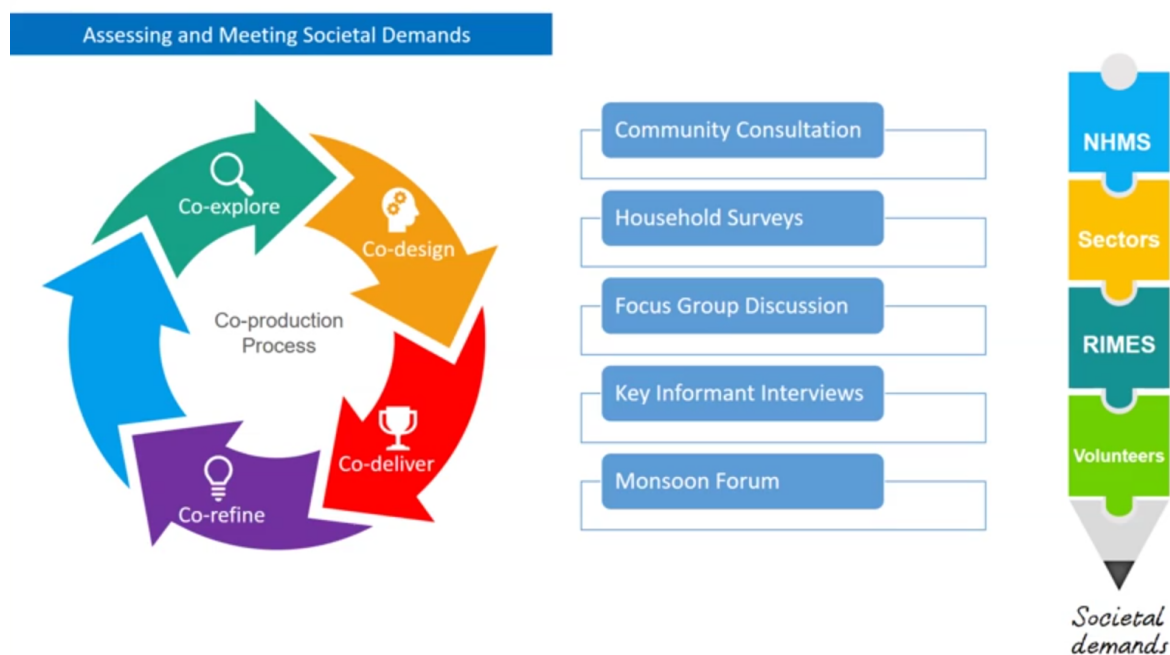 Assessing and Meeting Societal Demands
Co-explore
Co-design
Co-production
Process
Co-deliver
Co-refine
Community Consultation
Household Surveys
Focus Group Discussion
Key Informant Interviews
Monsoon Forum
NHMS
Sectors
RIMES
Volunteers
Societal
demands